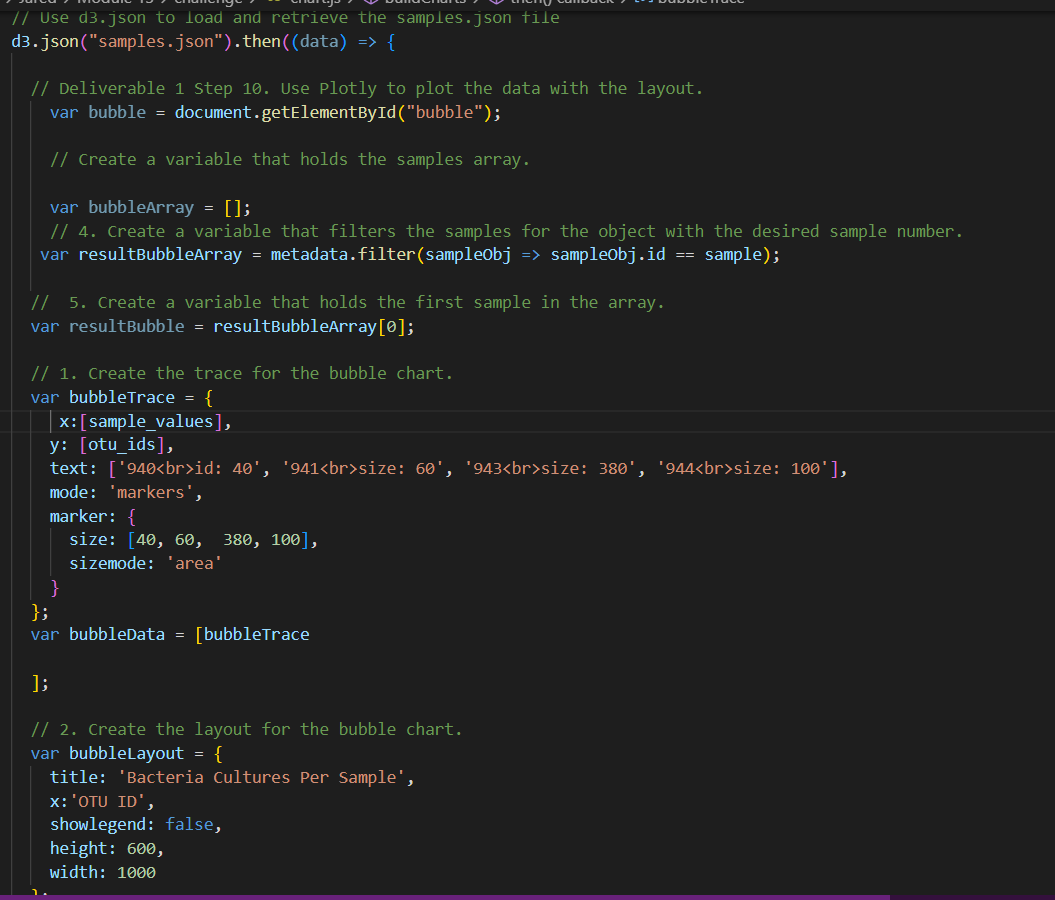 jared > Module 13 > challenge > chart.js > buildCharts > then() callback > bubbleTrace
// Use d3.json to load and retrieve the samples.json file
d3.json("samples.json").then((data) => {
// Deliverable 1 Step 10. Use Plotly to plot the data with the layout.
var bubble = document.getElementById("bubble");
// Create a variable that holds the samples array.
var bubbleArray = [];
// 4. Create a variable that filters the samples for the object with the desired sample number.
var resultBubbleArray = metadata.filter(sampleObj => sampleObj.id == sample);
//  5. Create a variable that holds the first sample in the array.
var resultBubble = resultBubbleArray[0];
// 1. Create the trace for the bubble chart.
var bubbleTrace = {
x:[sample_values],
y: [otu_ids],
text: ['940<br>id: 40', '941<br>size: 60', '943<br>size: 380', '944<br>size: 100'],
mode: 'markers',
marker: {
size: [40, 60,  380, 100],
sizemode: 'area'
}
};
var bubbleData = [bubbleTrace
];
// 2. Create the layout for the bubble chart.
var bubbleLayout = {
title: 'Bacteria Cultures Per Sample',
x:'OTU ID',
showlegend: false,
height: 600,
width: 1000
};